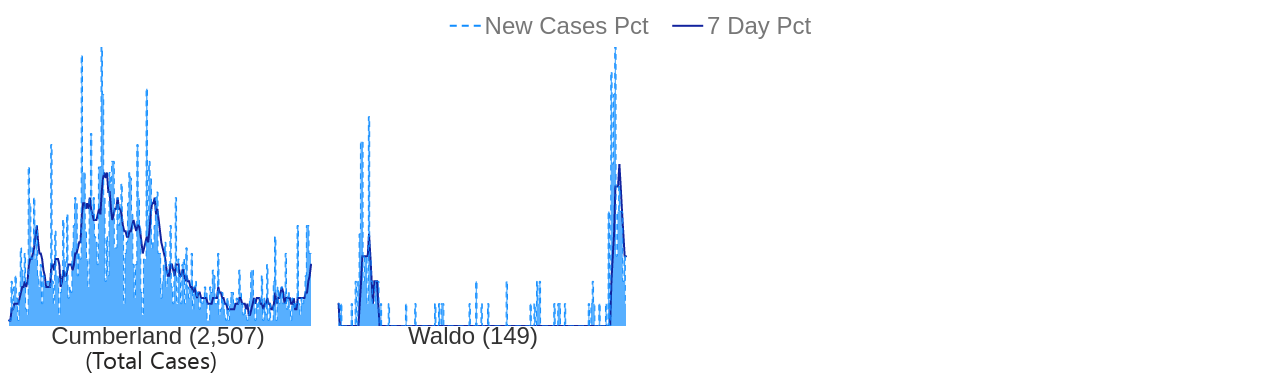 New Cases Pct 7 Day Pct
Cumberland (2,507) Waldo (149)
(Total Cases)